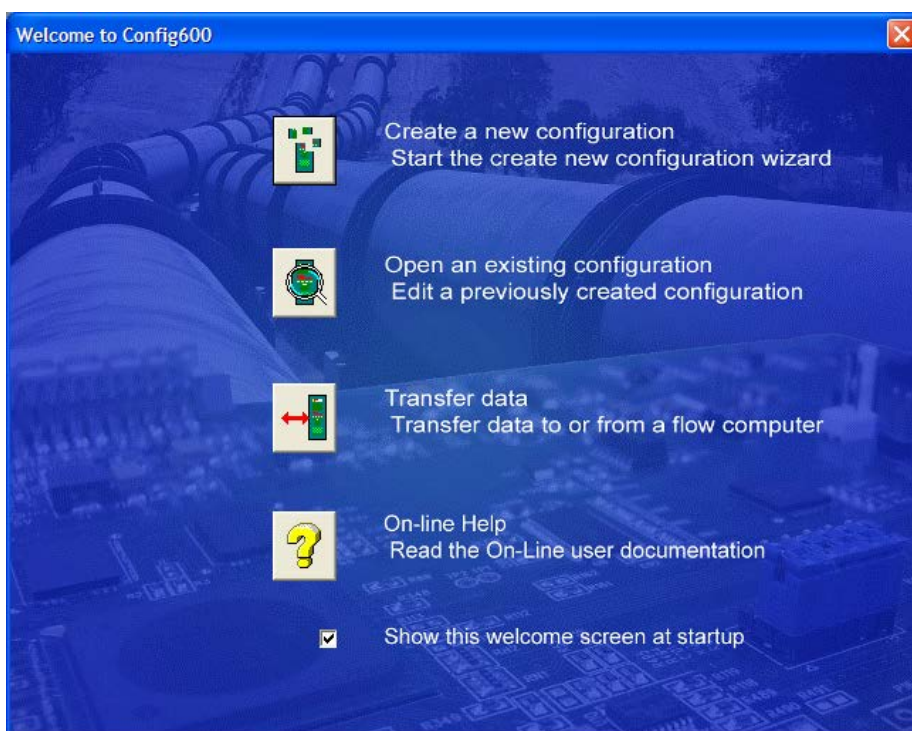 Welcome to Config600
Create a new configuration
Start the create new configuration wizard
Open an existing configuration
Edit a previously created configuration
Transfer data
Transfer data to or from a flow computer
On-line Help
Read the On-Line user documentation
Show this welcome screen at startup